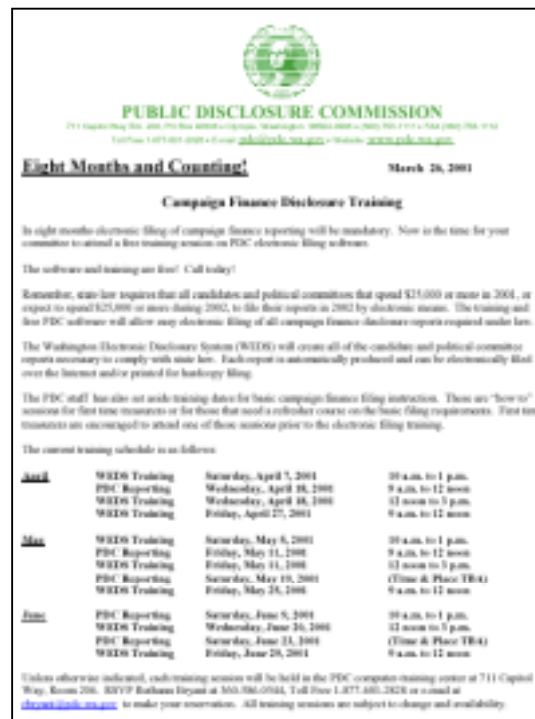 PUBLIC DISCLOSURE COMMISSION
Eight Months and Counting! March 26, 2001
Campaign Finance Disclosure Training
In eight months electronic filing of campaign finance reporting will be mandatory. Now is the time for your
committee to attend a free training session on PDC electronic filing software.
The software and training are free! Call today!
Remember, state law requires that all candidates and political committees that spend $25,000 or more in 2001, or
expect to spend $25,000 or more during 2002, to file their reports in 2002 by electronic means. The training and
free PDC software will allow easy electronic filing of all campaign finance disclosure reports required under law.
The Washington Electronic Disclosure System (WEDS) will create all of the candidate and political committee
reports necessary to comply with state law. Each report is automatically produced and can be electronically filed
over the Internet and/or printed for hardcopy filing.
The PDC staff has also set aside training dates for basic campaign finance filing instruction. These are "how to"
sessions for first time treasurers or for those that need a refresher course on the basic filing requirements. First time
treasurers are encouraged to attend one of these sessions prior to the electronic filing training.
The current training schedule is as follows:
April WEDS Training Saturday, April 7, 2001 10 a.m. to 1 p.m.
PDC Reporting Wednesday, April 18, 2001 9 a.m. to 12 noon
WEDS Training Wednesday, April 18, 2001 12 noon to 3 p.m.
WEDS Training Friday, April 27, 2001 9 a.m. to 12 noon
May WEDS Training Saturday, May 5, 2001 10 a.m. to 1 p.m.
PDC Reporting Friday, May 11, 2001 9 a.m. to 12 noon
WEDS Training Friday, May 11, 2001 12 noon to 3 p.m.
PDC Reporting Saturday, May 19, 2001 (Time & Place TBA)
WEDS Training Friday, May 25, 2001 9 a.m. to 12 noon
June PDC Reporting Saturday, June 9, 2001 10 a.m. to 1 p.m.
WEDS Training Wednesday, June 20, 2001 12 noon to 3 p.m.
PDC Reporting Saturday, June 23, 2001 (Time & Place TBA)
WEDS Training Friday, June 29, 2001 9 a.m. to 12 noon
Unless otherwise indicated, each training session will be held in the PDC computer training center at 711 Capitol
Way, Room 206. RSVP Bryant at Toll Free 1-877-601-2828 or e-mail at
to make your reservation. All training sessions are subject to change and availability.